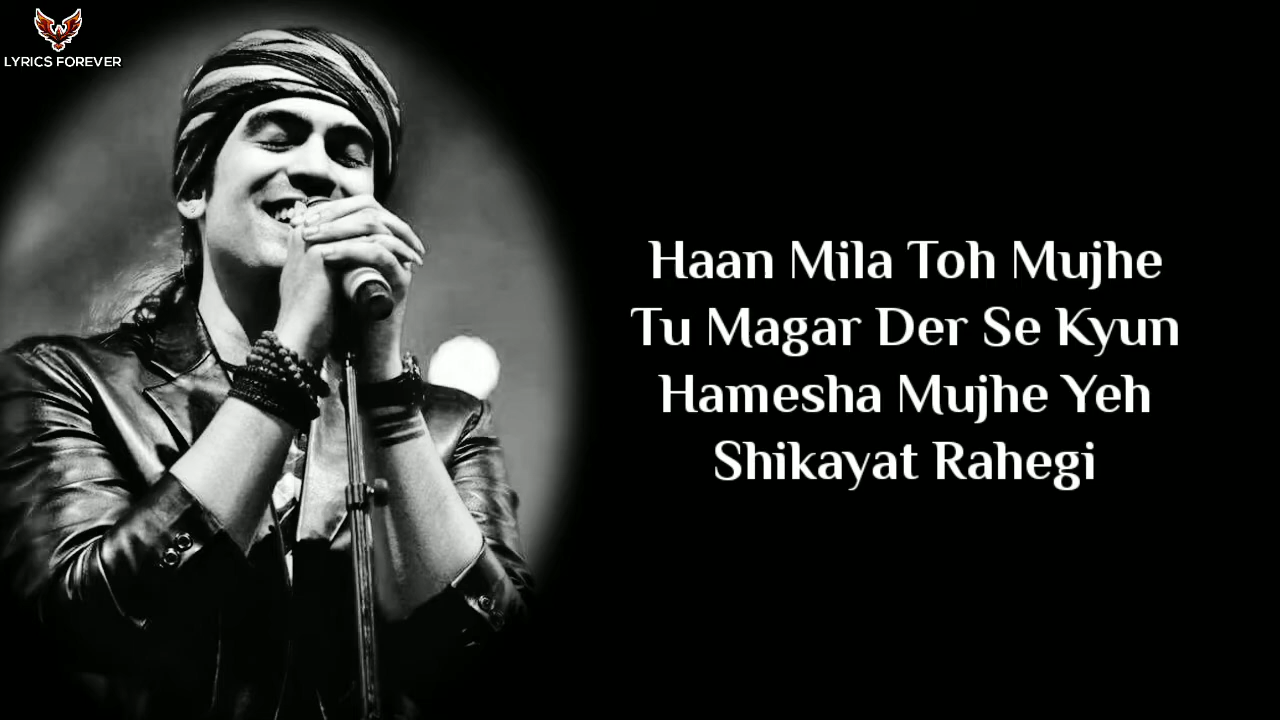 LYRICS FOREVER
Haan Mila Toh Mujhe
Tu Magar Der Se Kyun
Hamesha Mujhe Yeh
Shikayat Rahegi